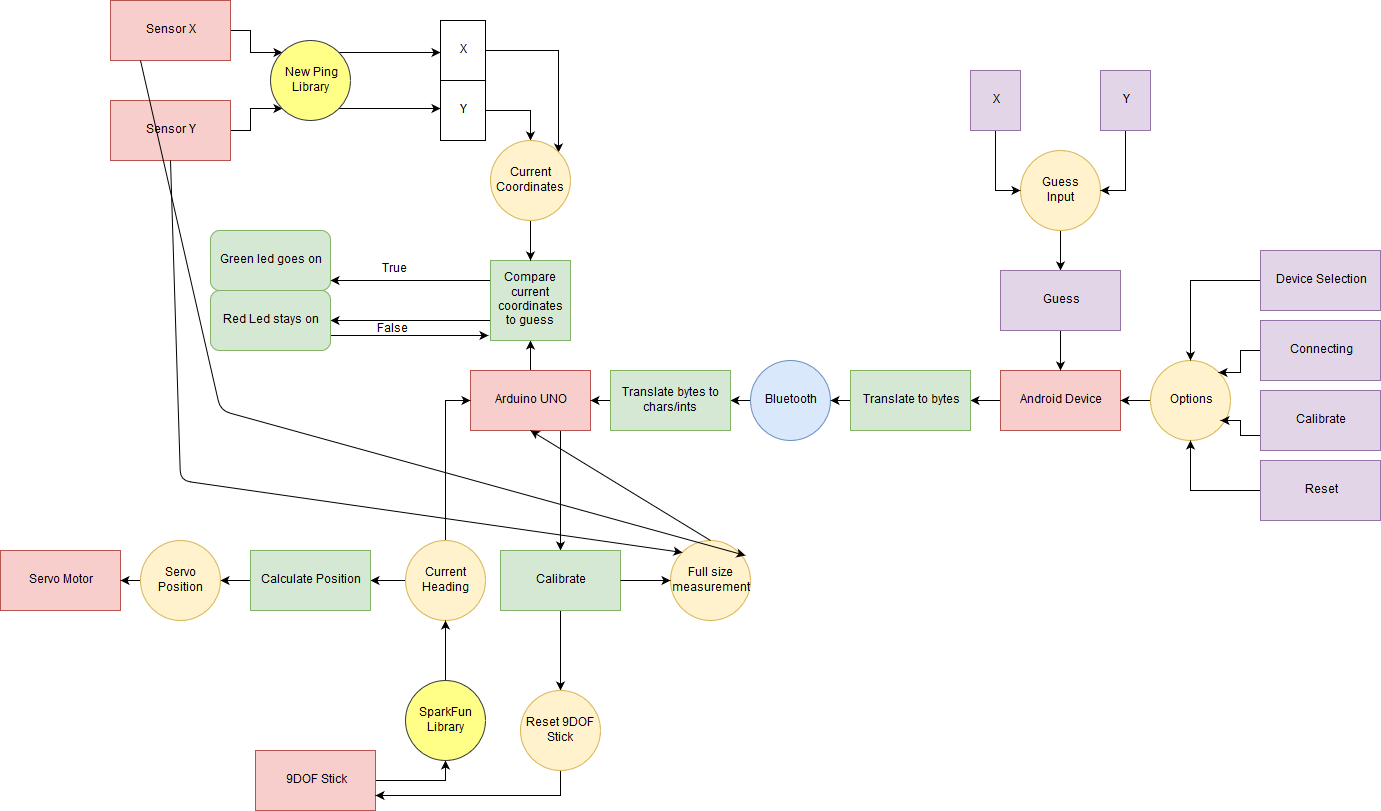 Sensor X
New Ping
Library
X
Sensor Y
Y
Current
Coordinates
X
Y
Guess
Input
Green led goes on
True
Compare
current
coordinates
to guess
Red Led stays on
False
Guess
Device Selection
Connecting
Calibrate
Reset
Arduino UNO
Translate bytes to
chars/ints
Bluetooth
Translate to bytes
Android Device
Options
Servo Motor
Servo
Position
Calculate Position
Current
Heading
Calibrate
Full size
measurement
SparkFun
Library
Reset 9DOF
Stick
9DOF Stick